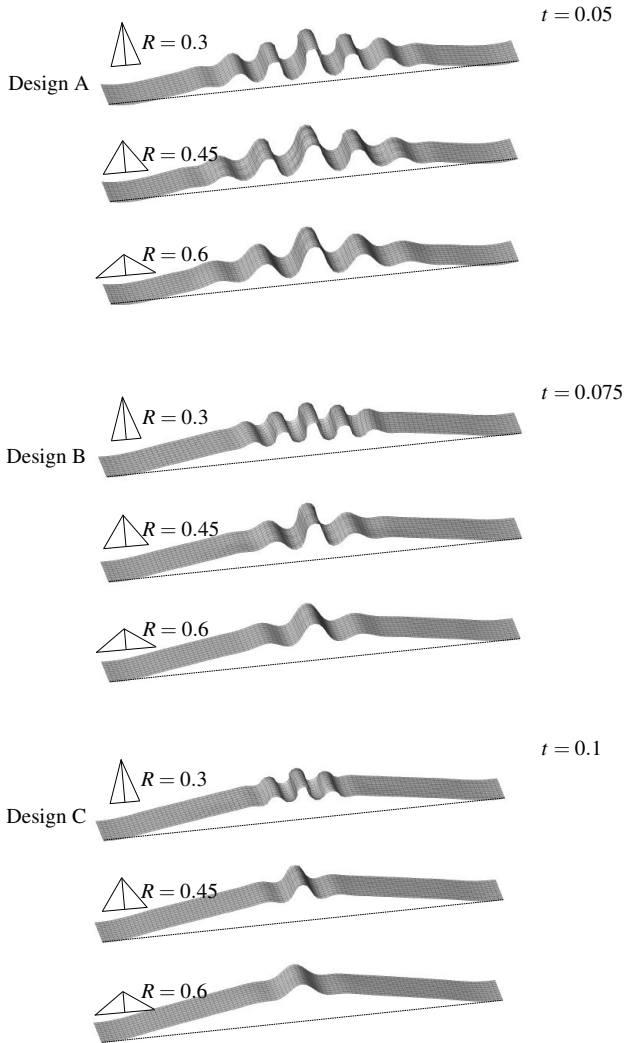 t = 0.05
R = 0.3
Design A
R = 0.45
R = 0.6
t = 0.075
R = 0.3
Design B
R = 0.45
R = 0.6
t = 0.1
R = 0.3
Design C
R = 0.45
R = 0.6